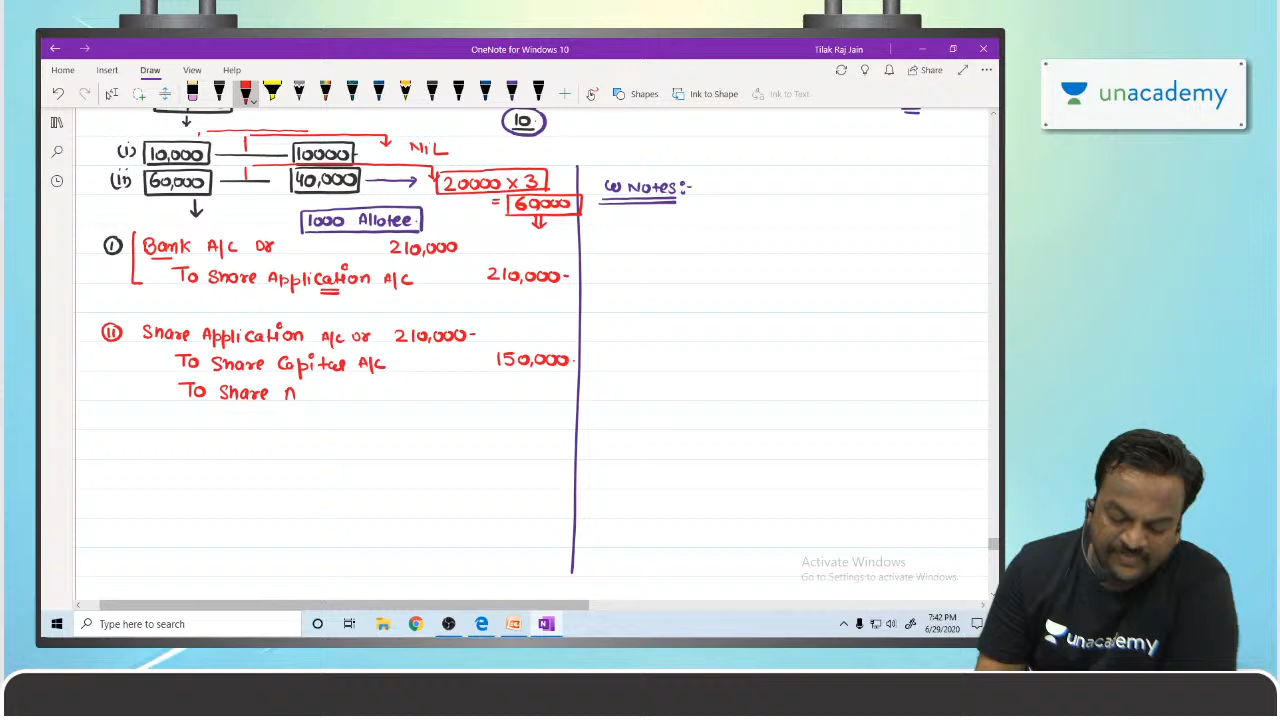 OneNote for Windows 10
Tilak Raj Jain
Home Insert Draw View Help
Share
Shapes Ink to Shape Ink to Text
unacademy
10
(i) 10,000 10000 NIL
(ii) 60,000 40,000 20000 x 3
= 60,000
W Notes:-
1000 Allotee.
① Bank A/C Dr 210,000
To Share Application A/C 210,000-
② Share Application A/c Dr 210,000-
To Share Capital A/C 150,000-
To Share n
Activate Windows
Go to Settings to activate Windows.
Type here to search
7:42 PM
6/29/2020
unacademy